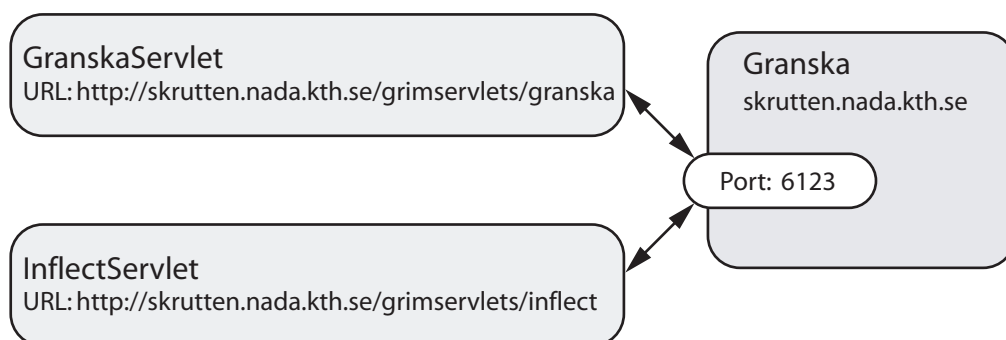 GranskaServlet
URL: http://skrutten.nada.kth.se/grimservlets/granska
Granska
skrutten.nada.kth.se
Port: 6123
InflectServlet
URL: http://skrutten.nada.kth.se/grimservlets/inflect